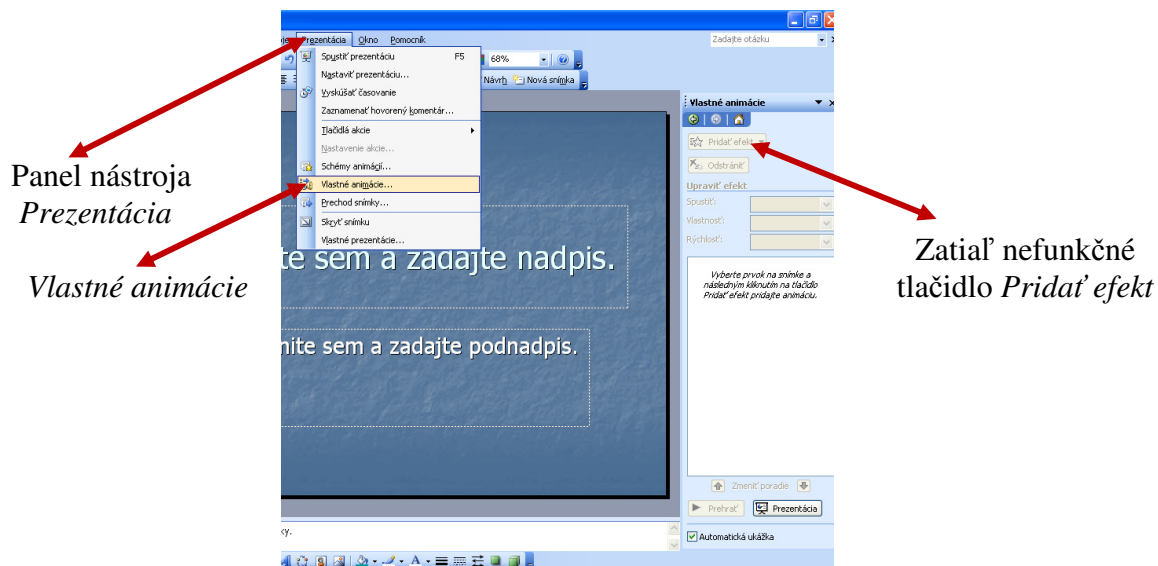 Prezentácia Okno Pomocník
Zadajte otázku
68%
Návrh Nová snímka
Spustiť prezentáciu F5
Nastaviť prezentáciu...
Vyskúšať časovanie
Zaznamenať hovorený komentár...
Tlačidlá akcie
Nastavenie akcie...
Schémy animácií...
Vlastné animácie...
Prechod snímky...
Skryť snímku
Vlastné prezentácie...
Vlastné animácie
Pridať efekt
Odstrániť
Upraviť efekt
Spustiť:
Vlastnosť:
Rýchlosť:
Vyberte prvok na snímke a
následným kliknutím na tlačidlo
Pridať efekt pridajte animáciu.
Zmeniť poradie
Prehrať Prezentácia
Automatická ukážka
te sem a zadajte nadpis.
nite sem a zadajte podnadpis.
ky.
Panel nástroja
Prezentácia
Vlastné animácie
Zatiaľ nefunkčné
tlačidlo Pridať efekt